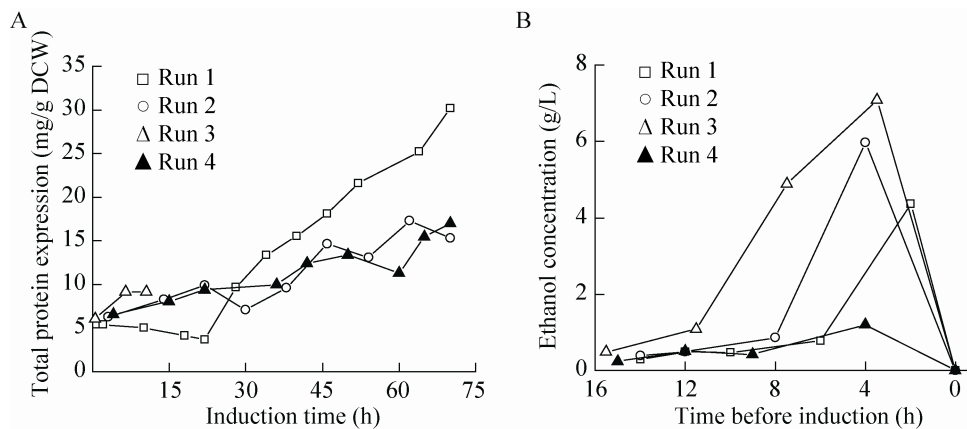 A
Total protein expression (mg/g DCW)
35
30
25
20
15
10
5
0
15
30
45
60
75
Induction time (h)
Run 1
Run 2
Run 3
Run 4
B
Ethanol concentration (g/L)
8
6
4
2
0
16
12
8
4
0
Time before induction (h)
Run 1
Run 2
Run 3
Run 4